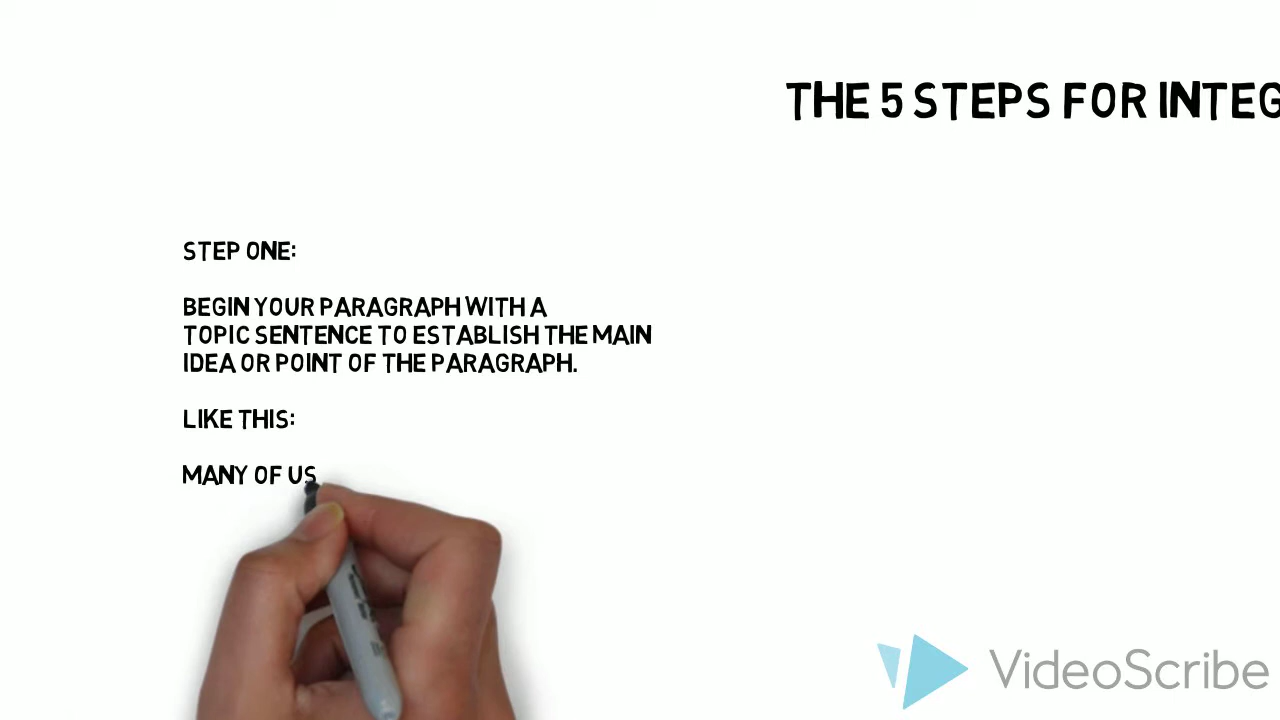 THE 5 STEPS FOR INTEG
STEP ONE:
BEGIN YOUR PARAGRAPH WITH A
TOPIC SENTENCE TO ESTABLISH THE MAIN
IDEA OR POINT OF THE PARAGRAPH.
LIKE THIS:
MANY OF US
VideoScribe